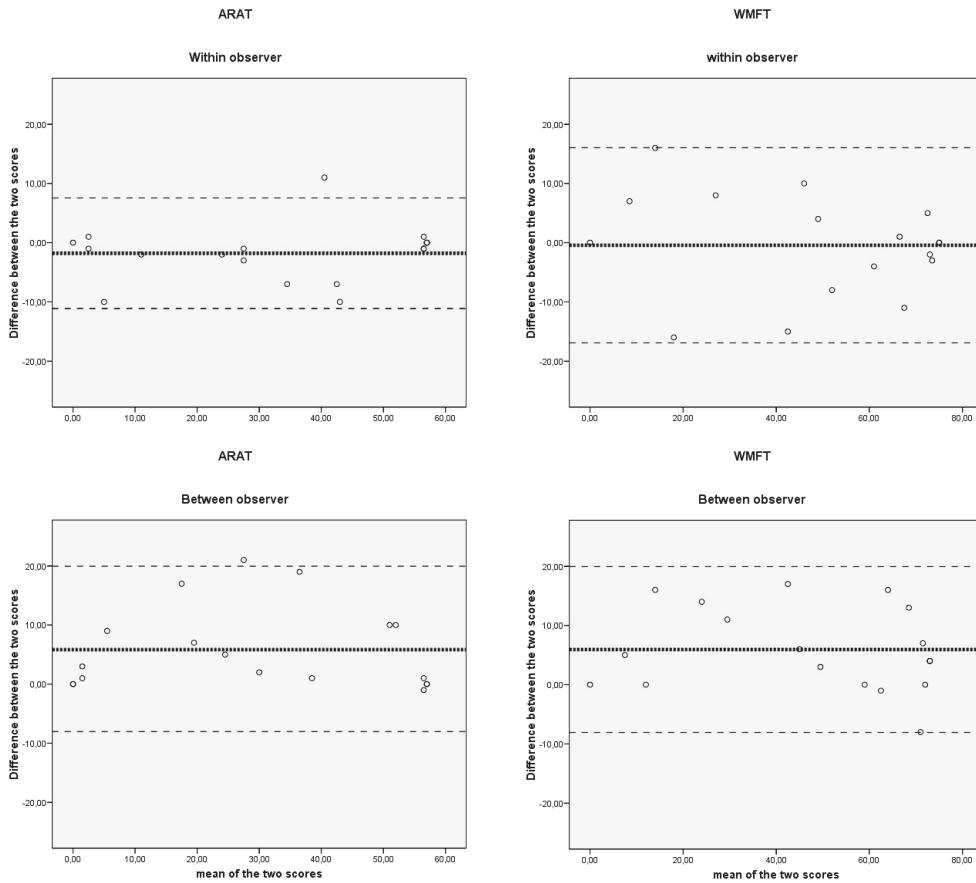 ARAT
Within observer
Difference between the two scores
20,00
10,00
0,00
-10,00
-20,00
0,00 10,00 20,00 30,00 40,00 50,00 60,00
WMFT
within observer
Difference between the two scores
20,00
10,00
0,00
-10,00
-20,00
0,00 20,00 40,00 60,00 80,00
ARAT
Between observer
Difference between the two scores
20,00
10,00
0,00
-10,00
-20,00
0,00 10,00 20,00 30,00 40,00 50,00 60,00
mean of the two scores
WMFT
Between observer
Difference between the two scores
20,00
10,00
0,00
-10,00
-20,00
0,00 20,00 40,00 60,00 80,00
mean of the two scores